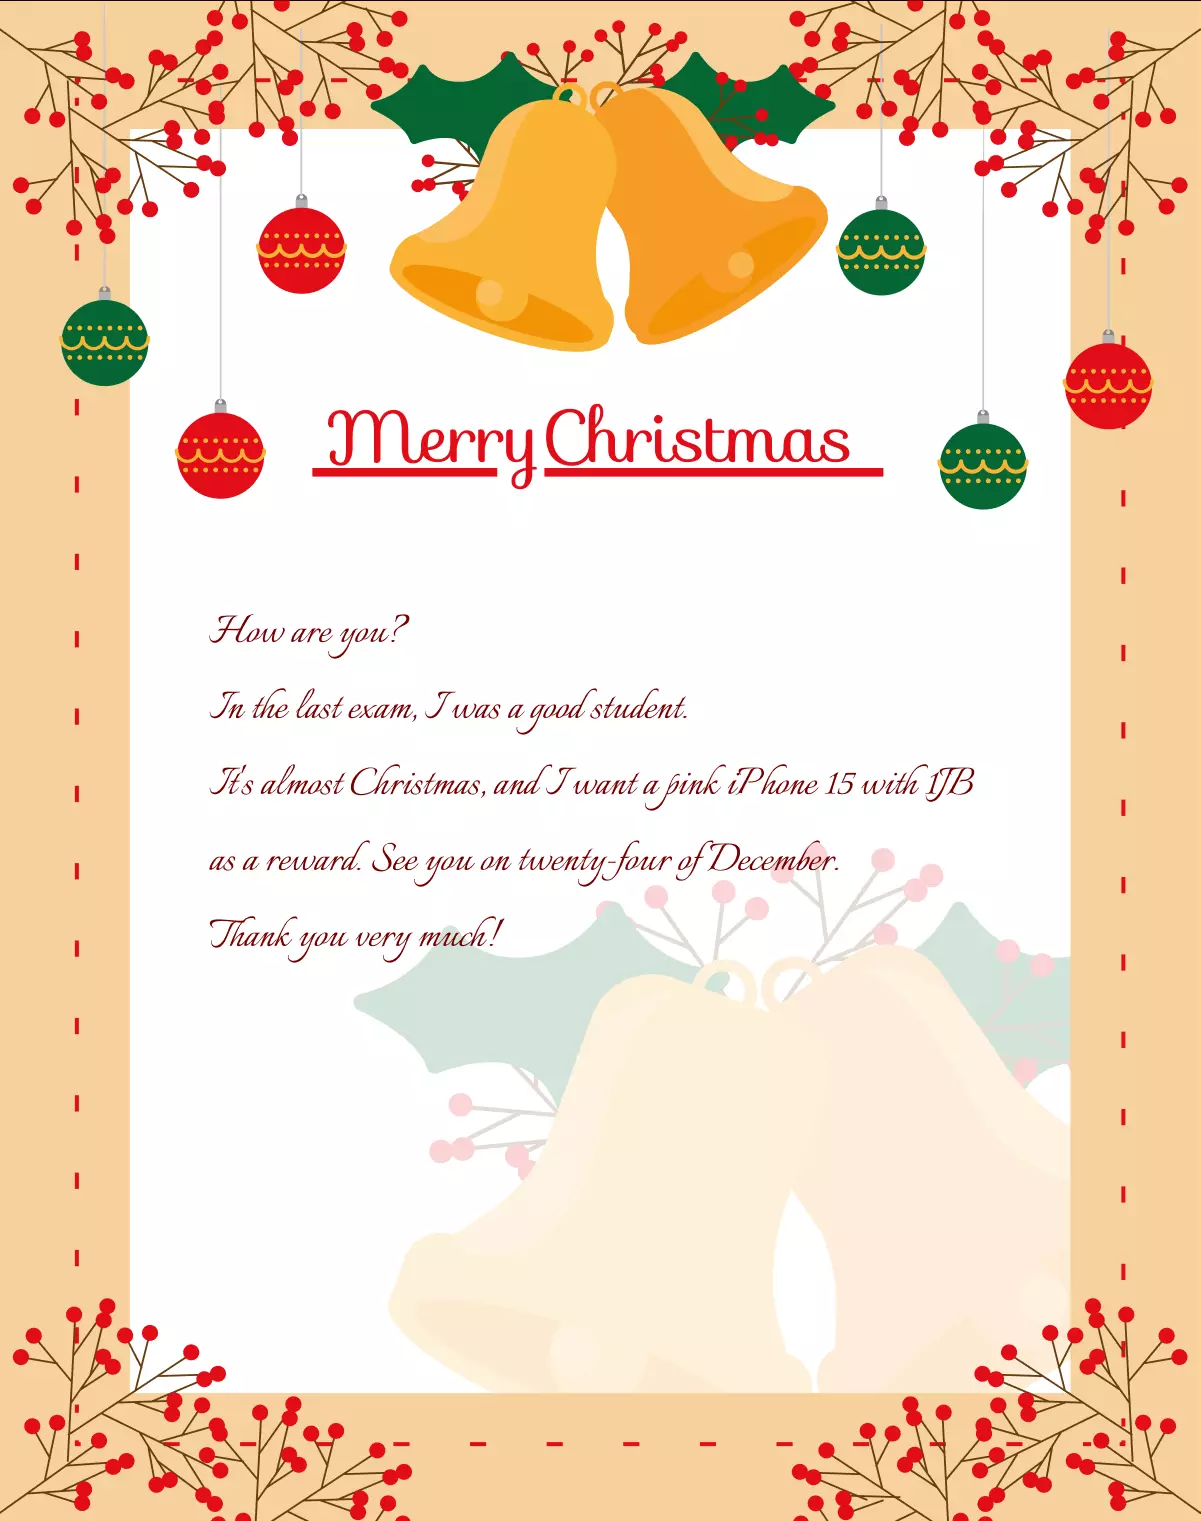 Merry Christmas
How are you?
In the last exam, I was a good student.
It's almost Christmas, and I want a pink iPhone 15 with 1TB
as a reward. See you on twenty-four of December.
Thank you very much!